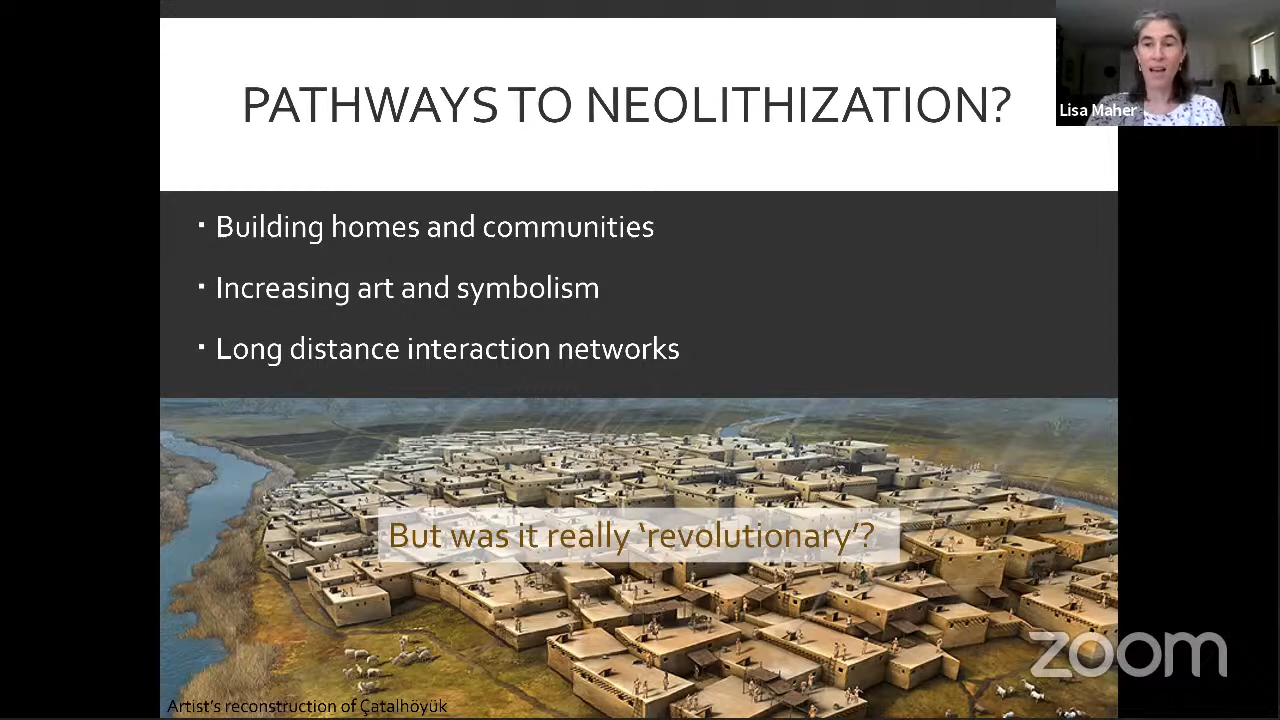 PATHWAYS TO NEOLITHIZATION?
Lisa Maher
▪ Building homes and communities
▪ Increasing art and symbolism
▪ Long distance interaction networks
But was it really ‘revolutionary’?
zoom
Artist’s reconstruction of Çatalhöyük